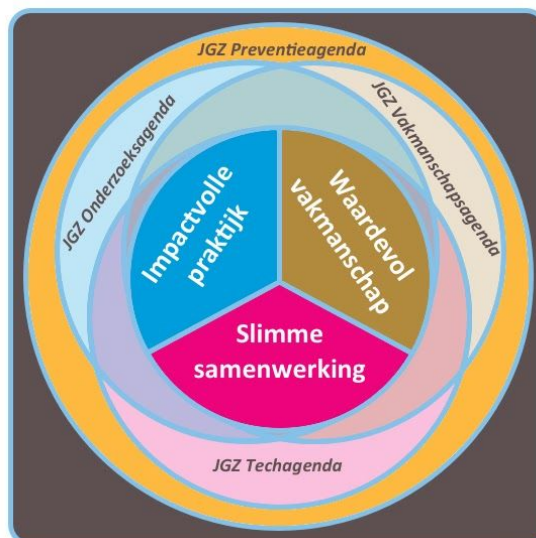 JGZ Preventieagenda
JGZ Onderzoeksagenda
JGZ Vakmanschapsagenda
Impactvolle
praktijk
Waardevol
vakmanschap
Slimme
samenwerking
JGZ Techagenda